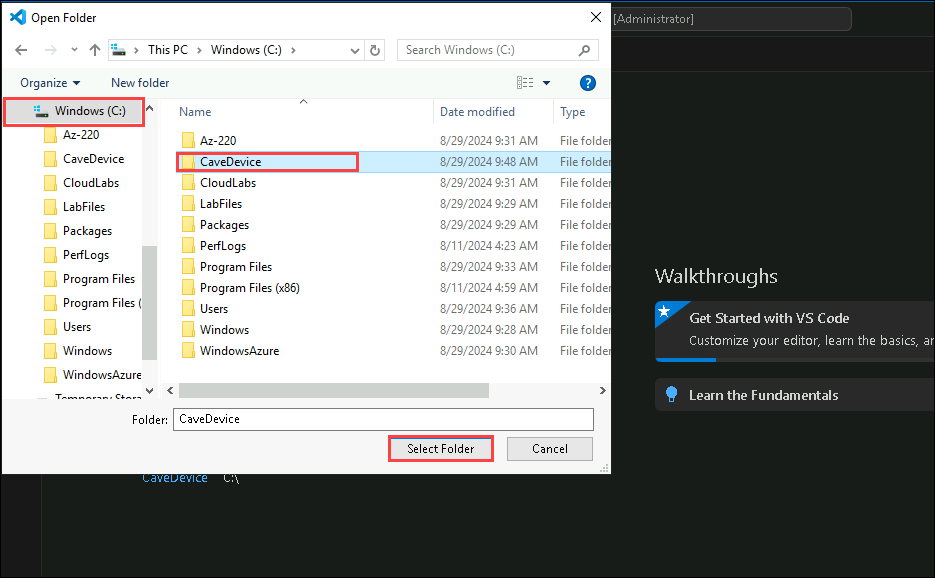 Open Folder
[Administrator]
This PC > Windows (C:) >
Search Windows (C:)
Organize
New folder
?
Windows (C:)
Az-220
CaveDevice
CloudLabs
LabFiles
Packages
PerfLogs
Program Files
Program Files (
Users
Windows
WindowsAzure
Temporary Stora
Name Date modified Type
Az-220 8/29/2024 9:31 AM File folder
CaveDevice 8/29/2024 9:48 AM File folder
CloudLabs 8/29/2024 9:31 AM File folder
LabFiles 8/29/2024 9:29 AM File folder
Packages 8/29/2024 9:29 AM File folder
PerfLogs 8/11/2024 4:23 AM File folder
Program Files 8/29/2024 9:33 AM File folder
Program Files (x86) 8/11/2024 4:59 AM File folder
Users 8/29/2024 9:36 AM File folder
Windows 8/29/2024 9:28 AM File folder
WindowsAzure 8/29/2024 9:30 AM File folder
Folder: CaveDevice
Select Folder
Cancel
CaveDevice C:\
Walkthroughs
Get Started with VS Code
Customize your editor, learn the basics, an
Learn the Fundamentals